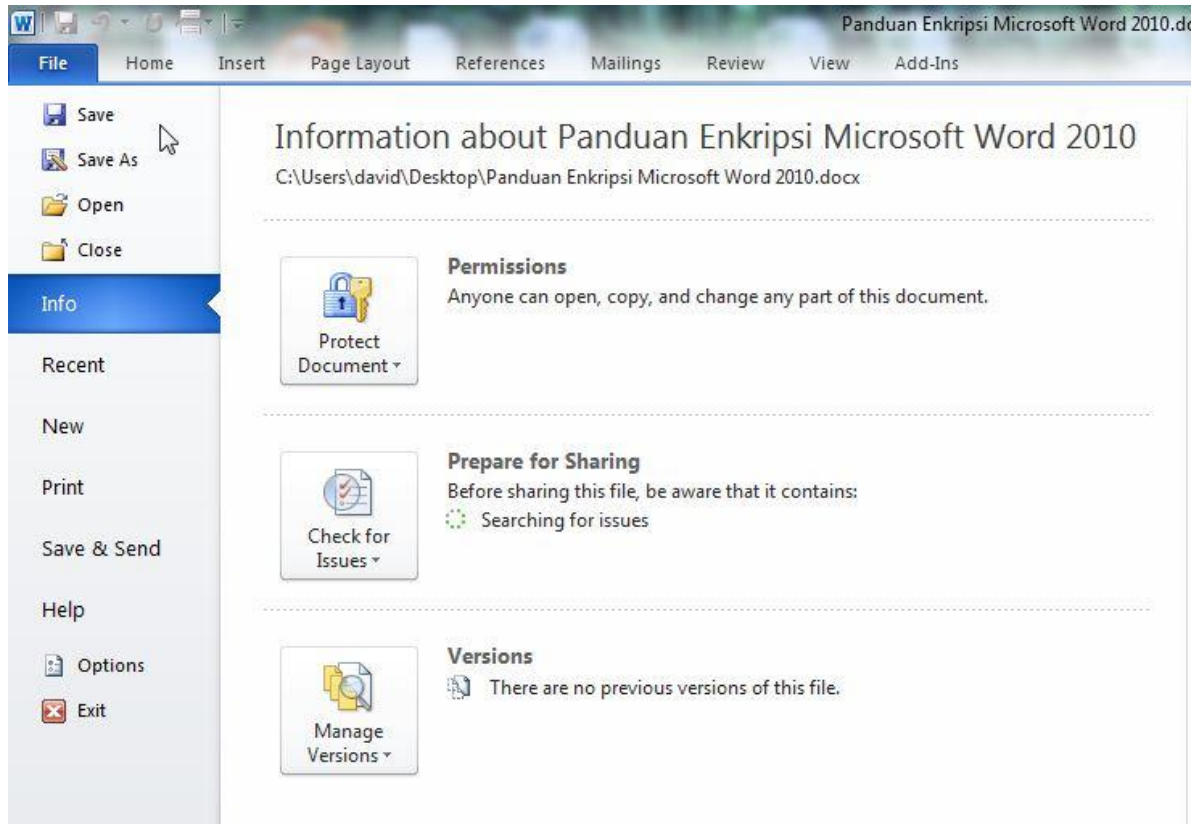 W
Panduan Enkripsi Microsoft Word 2010.do
File Home Insert Page Layout References Mailings Review View Add-Ins
Save
Save As
Open
Close
Info
Recent
New
Print
Save & Send
Help
Options
Exit
Information about Panduan Enkripsi Microsoft Word 2010
C:\Users\david\Desktop\Panduan Enkripsi Microsoft Word 2010.docx
Protect
Document
Permissions
Anyone can open, copy, and change any part of this document.
Check for
Issues
Prepare for Sharing
Before sharing this file, be aware that it contains:
Searching for issues
Manage
Versions
Versions
There are no previous versions of this file.